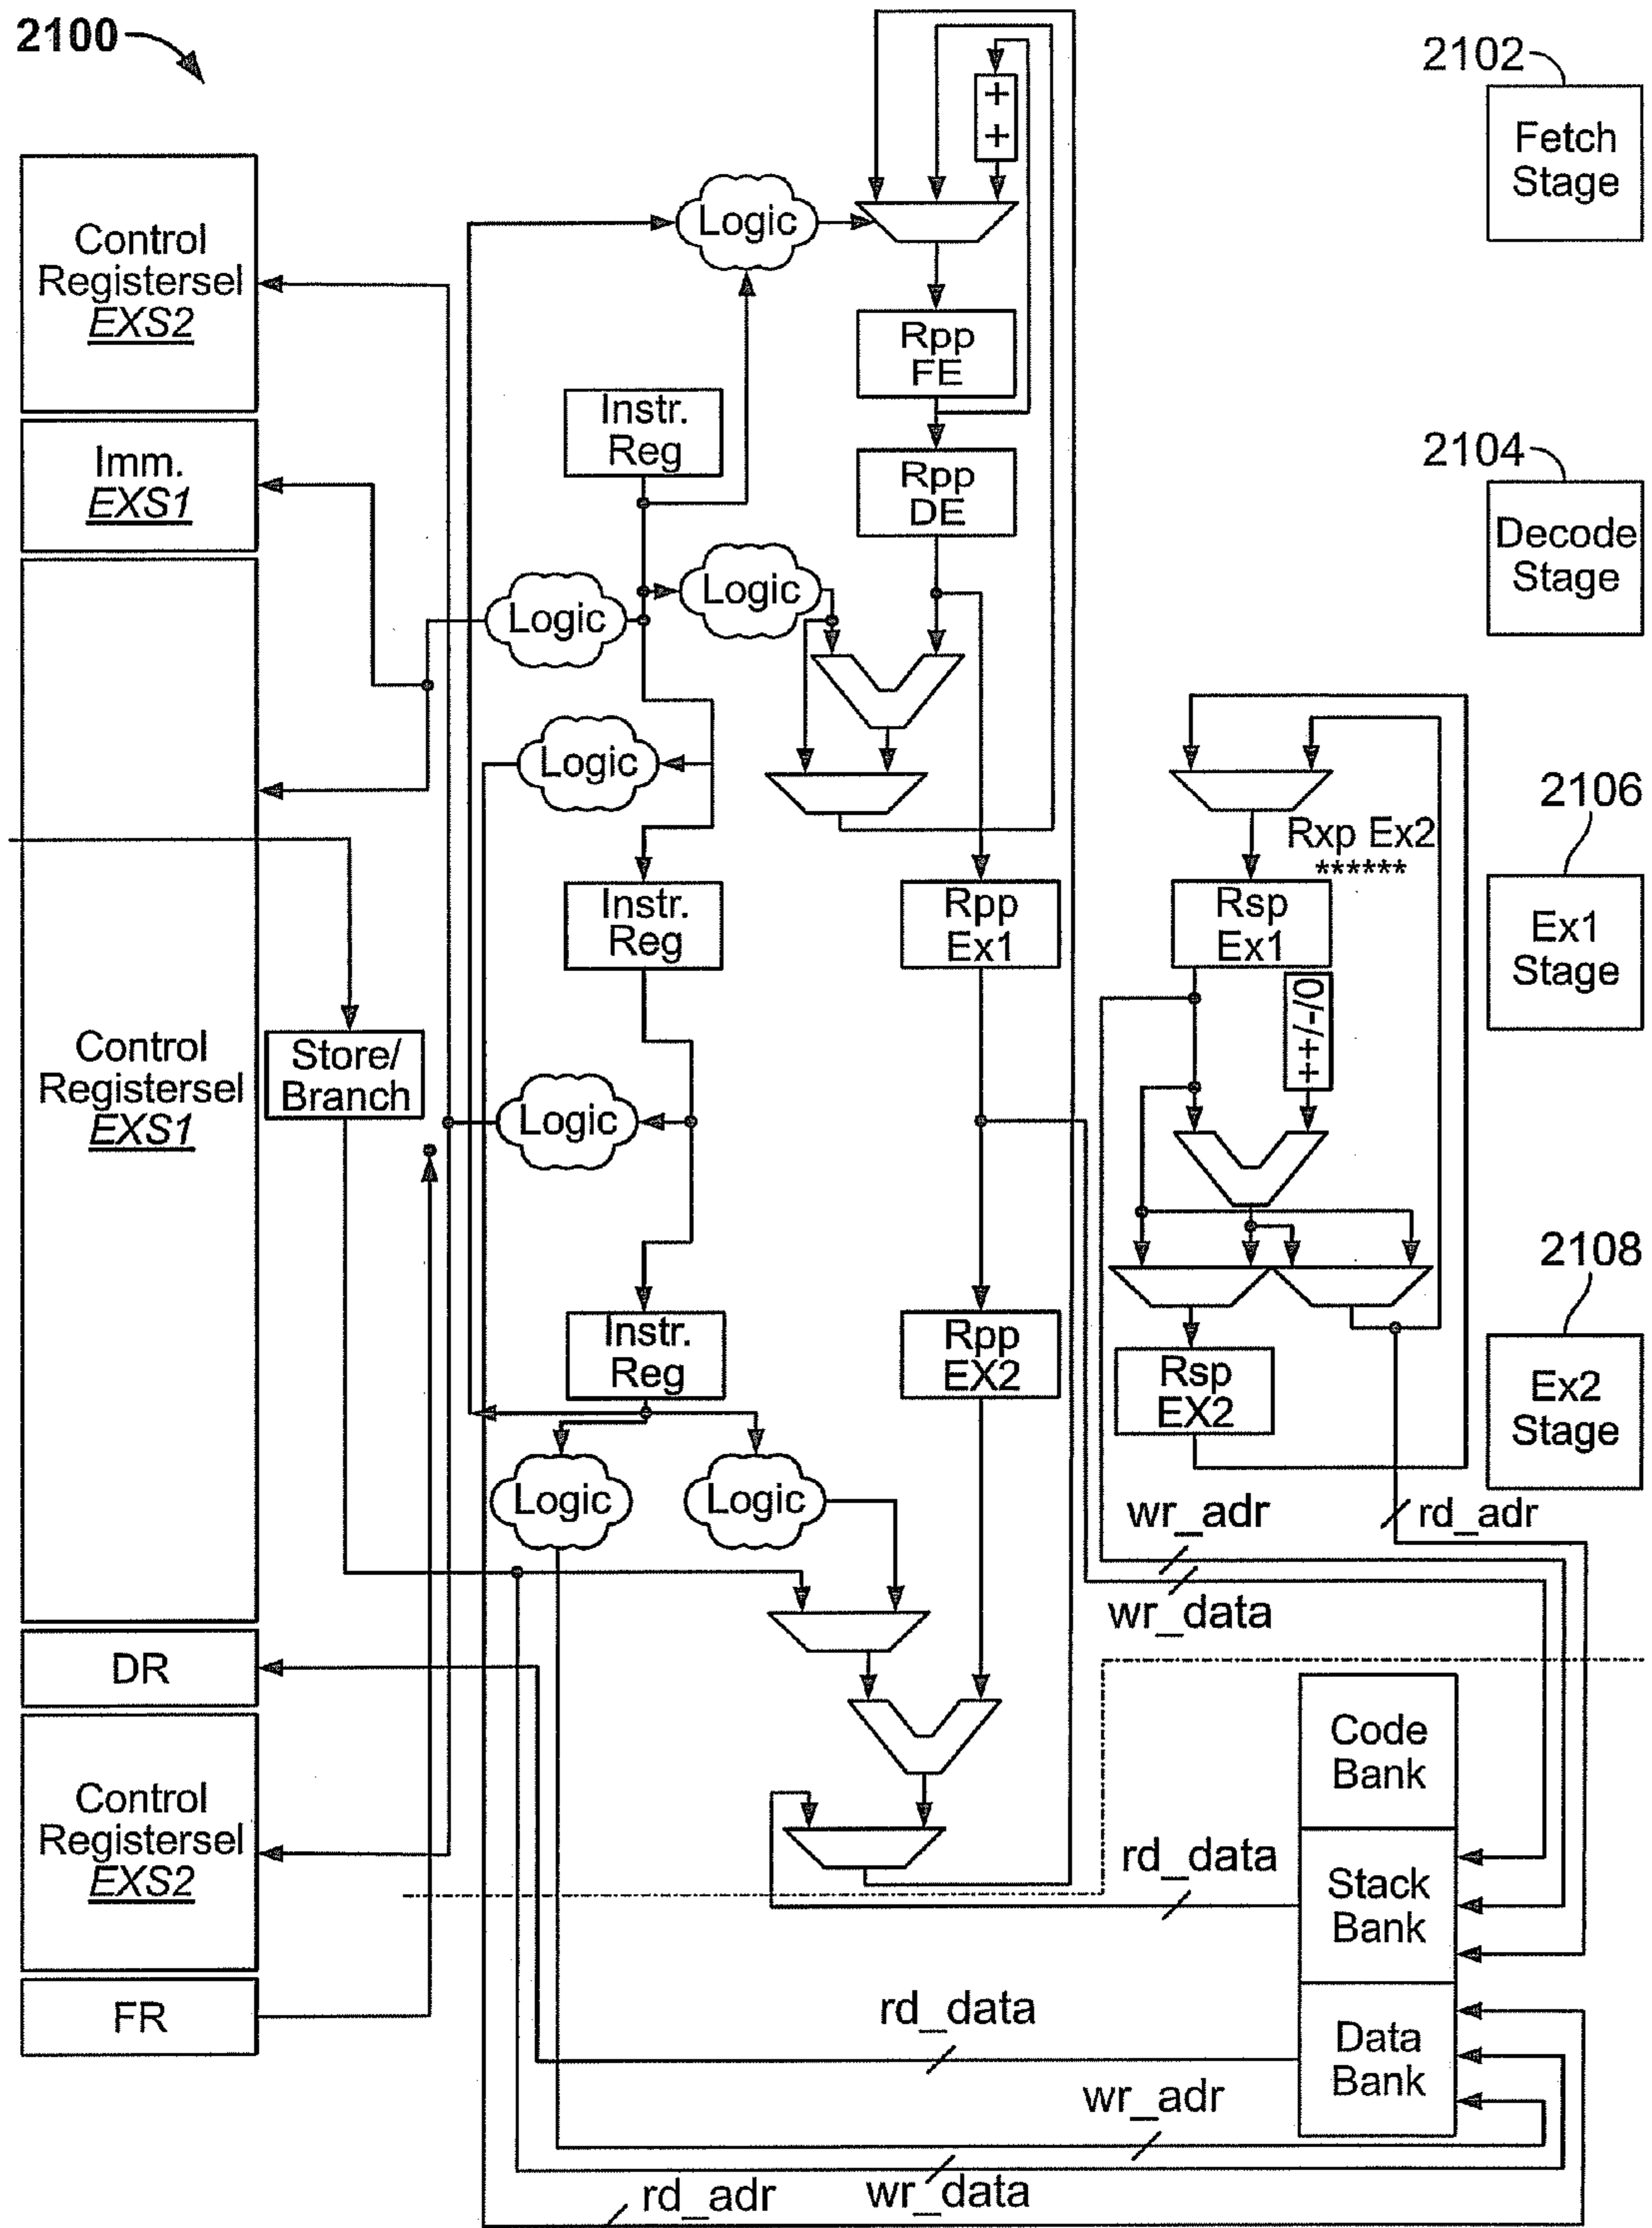 2100
2102
+
+
Fetch
Stage
Logic
Control
Registersel
EXS2
Rpp
FE
Instr.
Reg
2104
Imm.
EXS1
Rpp
DE
Decode
Stage
Logic
Logic
Logic
2106
Rxp Ex2
******
Instr.
Reg
Rpp
Ex1
Rsp
Ex1
Ex1
Stage
++/-/0
Control
Registersel
EXS1
Store/
Branch
Logic
2108
Instr.
Reg
Rpp
EX2
Rsp
EX2
Ex2
Stage
Logic
Logic
wr_adr
rd_adr
wr_data
DR
Code
Bank
Control
Registersel
EXS2
rd_data
Stack
Bank
FR
rd_data
Data
Bank
wr_adr
rd_adr
wr_data